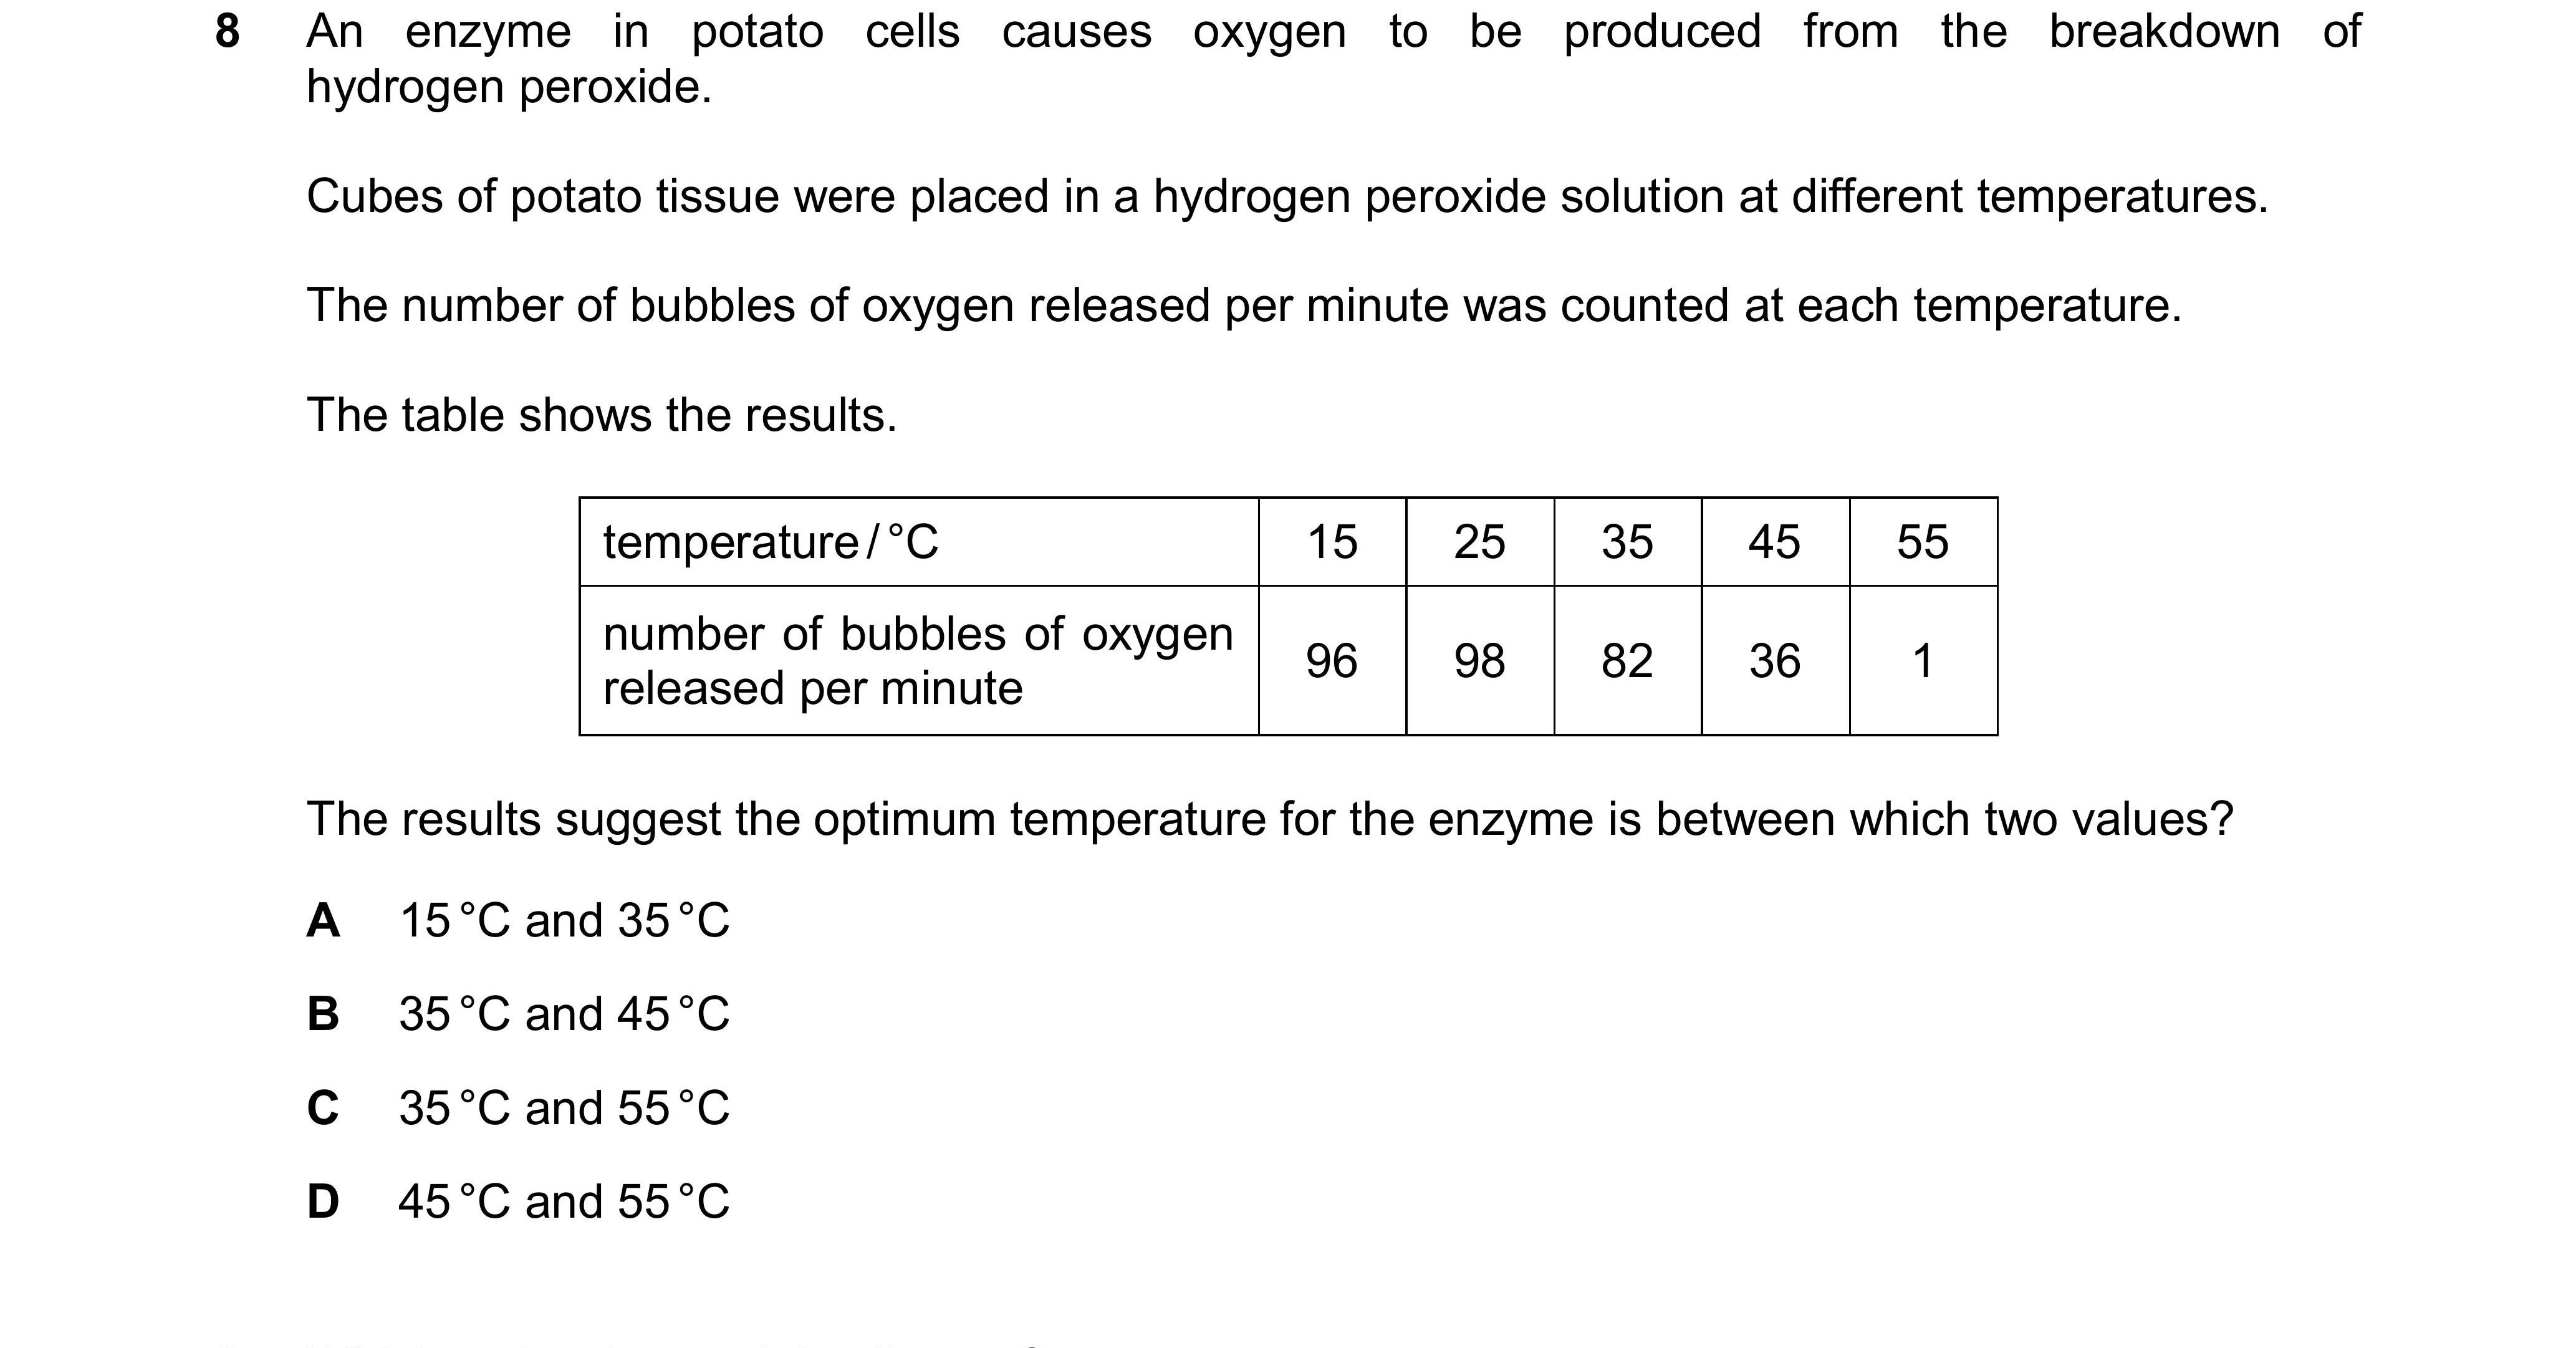 8 An enzyme in potato cells causes oxygen to be produced from the breakdown of
hydrogen peroxide.
Cubes of potato tissue were placed in a hydrogen peroxide solution at different temperatures.
The number of bubbles of oxygen released per minute was counted at each temperature.
The table shows the results.
temperature / °C 15 25 35 45 55
number of bubbles of oxygen
released per minute 96 98 82 36 1
The results suggest the optimum temperature for the enzyme is between which two values?
A 15 °C and 35 °C
B 35 °C and 45 °C
C 35 °C and 55 °C
D 45 °C and 55 °C